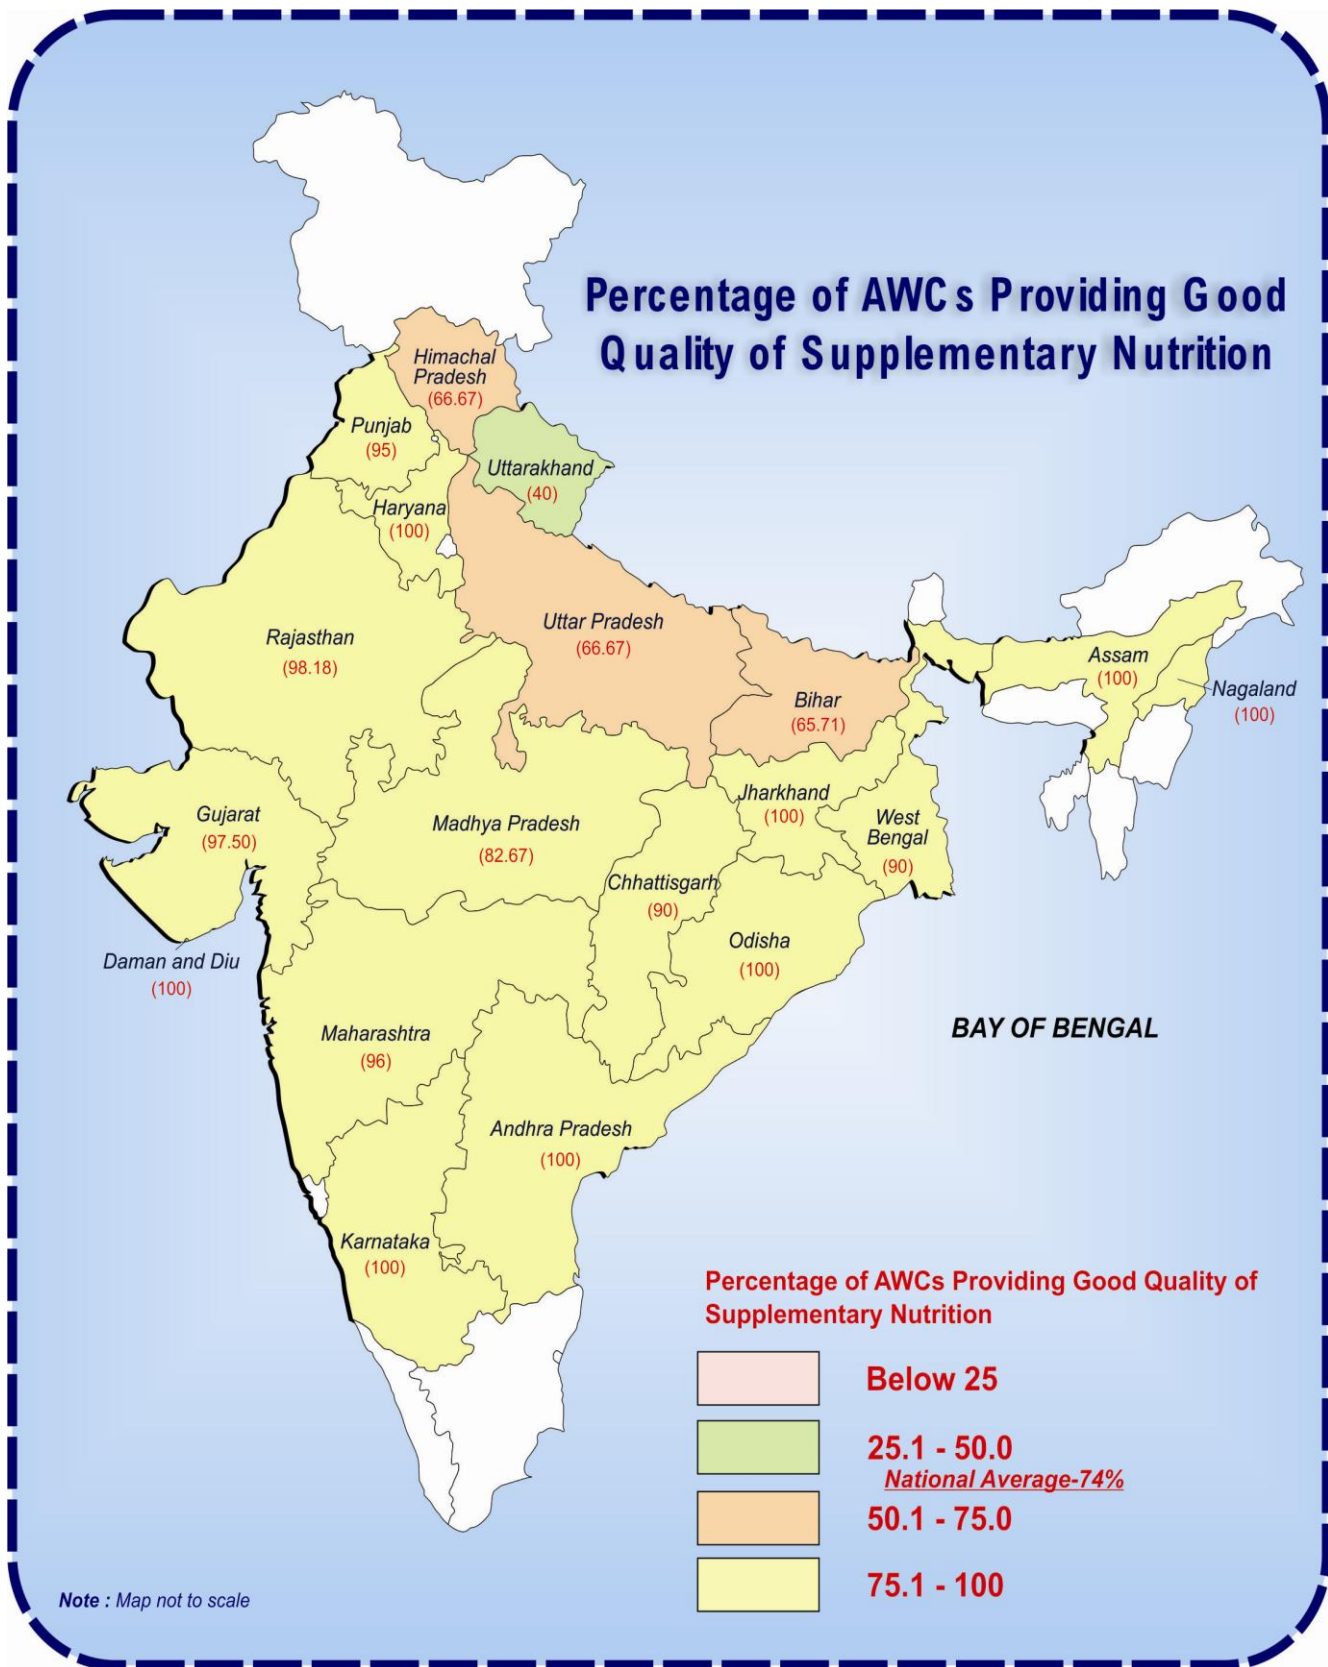 Percentage of AWCs Providing Good
Quality of Supplementary Nutrition
Himachal
Pradesh
(66.67)
Punjab
(95)
Uttarakhand
(40)
Haryana
(100)
Uttar Pradesh
(66.67)
Rajasthan
(98.18)
Assam
(100)
Nagaland
(100)
Bihar
(65.71)
Jharkhand
(100)
Gujarat
(97.50)
Madhya Pradesh
(82.67)
West
Bengal
(90)
Chhattisgarh
(90)
Odisha
(100)
Daman and Diu
(100)
Maharashtra
(96)
BAY OF BENGAL
Andhra Pradesh
(100)
Karnataka
(100)
Percentage of AWCs Providing Good Quality of
Supplementary Nutrition
Below 25
25.1 - 50.0
National Average-74%
50.1 - 75.0
75.1 - 100
Note : Map not to scale